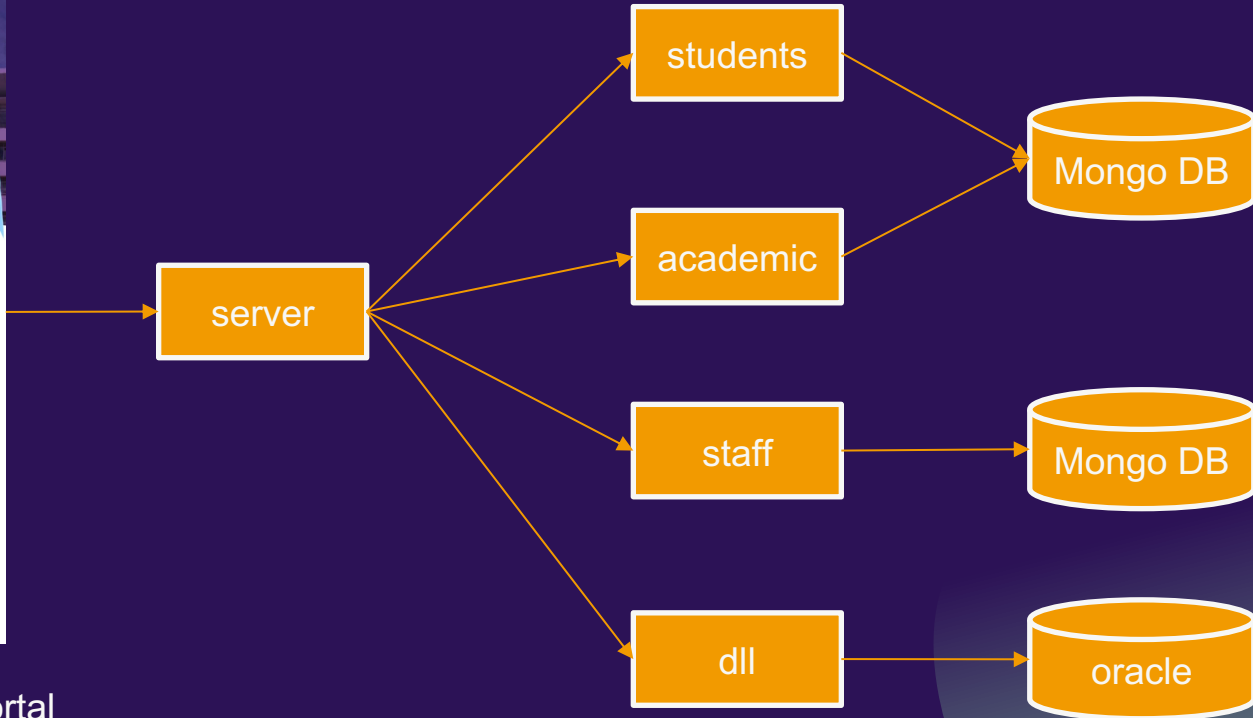 students
Mongo DB
academic
server
staff
Mongo DB
dll
oracle